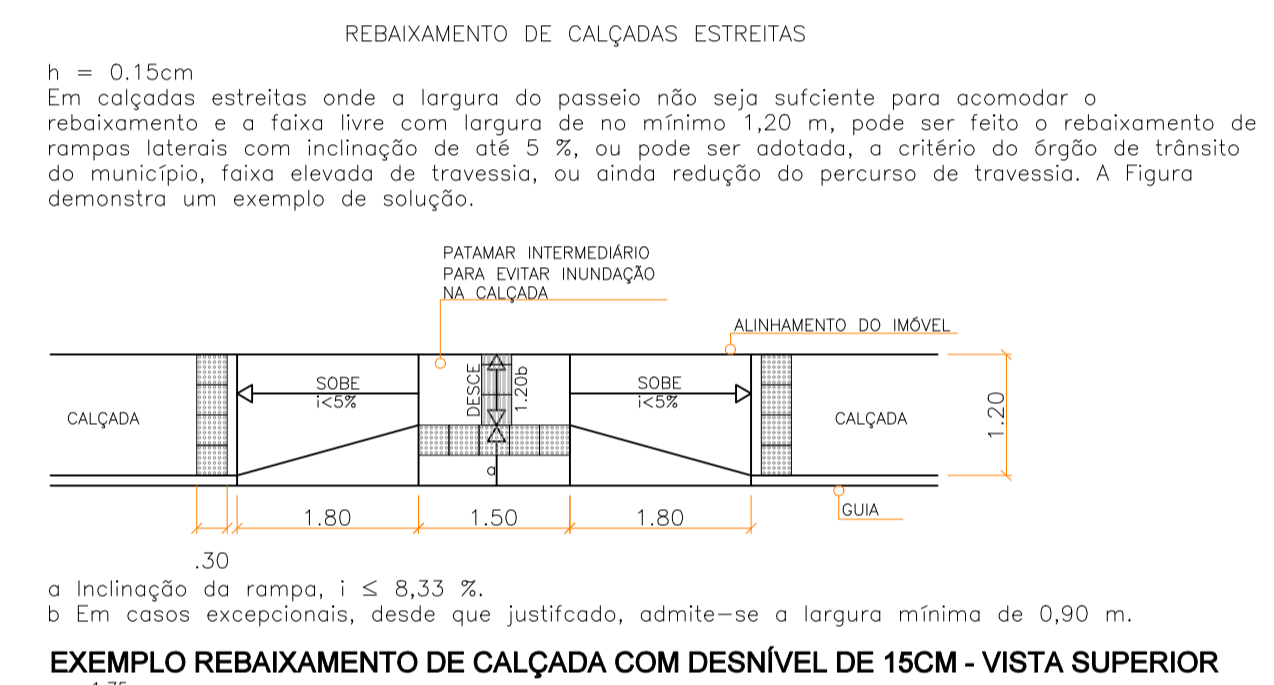 REBAIXAMENTO DE CALÇADAS ESTREITAS
h = 0.15cm
Em calçadas estreitas onde a largura do passeio não seja sufciente para acomodar o
rebaixamento e a faixa livre com largura de no mínimo 1,20 m, pode ser feito o rebaixamento de
rampas laterais com inclinação de até 5 %, ou pode ser adotada, a critério do órgão de trânsito
do município, faixa elevada de travessia, ou ainda redução do percurso de travessia. A Figura
demonstra um exemplo de solução.
PATAMAR INTERMEDIÁRIO
PARA EVITAR INUNDAÇÃO
NA CALÇADA
ALINHAMENTO DO IMÓVEL
CALÇADA
SOBE
i<5%
DESCE
1.20b
a
SOBE
i<5%
CALÇADA
1.20
GUIA
1.80
1.50
1.80
.30
a Inclinação da rampa, i ≤ 8,33 %.
b Em casos excepcionais, desde que justifcado, admite-se a largura mínima de 0,90 m.
EXEMPLO REBAIXAMENTO DE CALÇADA COM DESNÍVEL DE 15CM - VISTA SUPERIOR